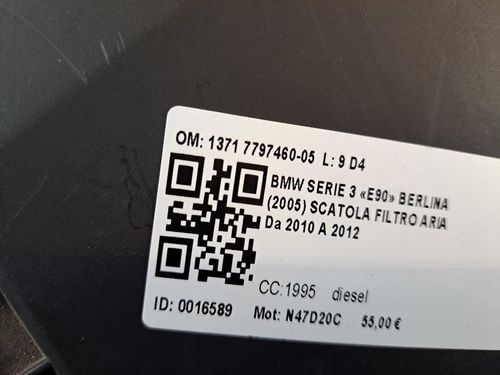 OM: 1371 7797460-05 L: 9 D4
BMW SERIE 3 «E90» BERLINA
(2005) SCATOLA FILTRO ARIA
Da 2010 A 2012
CC:1995 diesel
ID: 0016589 Mot: N47D20C 55,00 €